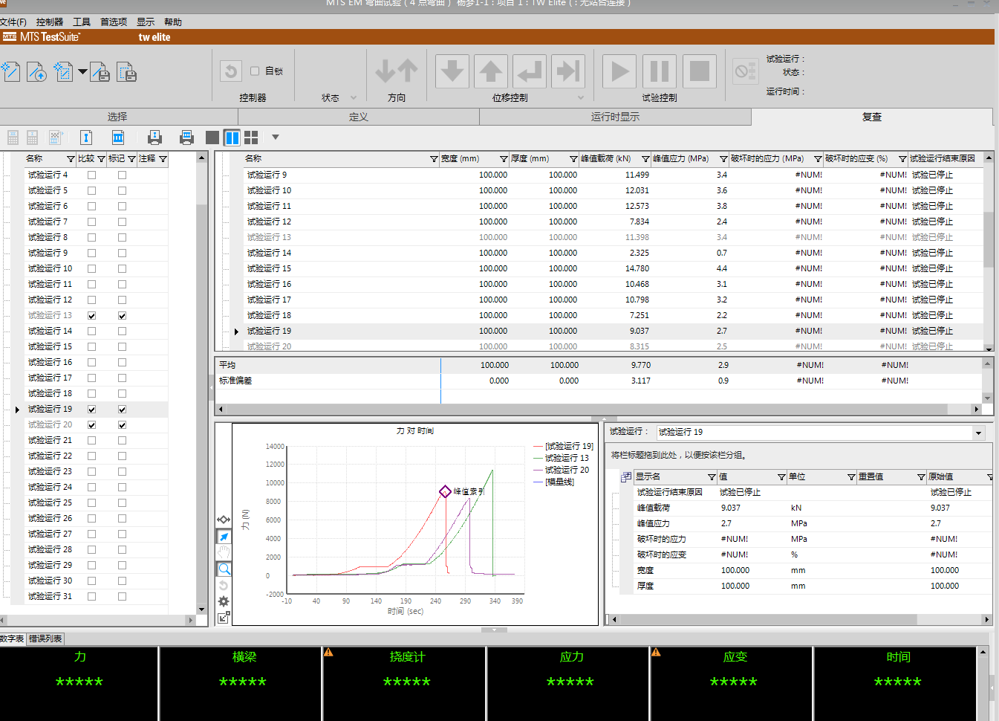 MTS EM 弯曲试验 ( 4 点弯曲 ) 杨梦1-1 : 项目 1 : TW Elite ( : 无站台连接 )
文件(F) 控制器 工具 首选项 显示 帮助
MTS MTS TestSuite™ tw elite
自锁
控制器 状态 方向 位移控制 试验控制
试验运行 :
状态 :
运行时间 :
选择 定义 运行时显示 复查
名称 比较 标记 注释
试验运行 4
试验运行 5
试验运行 6
试验运行 7
试验运行 8
试验运行 9
试验运行 10
试验运行 11
试验运行 12
试验运行 13
试验运行 14
试验运行 15
试验运行 16
试验运行 17
试验运行 18
试验运行 19
试验运行 20
试验运行 21
试验运行 22
试验运行 23
试验运行 24
试验运行 25
试验运行 26
试验运行 27
试验运行 28
试验运行 29
试验运行 30
试验运行 31
名称 宽度 (mm) 厚度 (mm) 峰值载荷 (kN) 峰值应力 (MPa) 破坏时的应力 (MPa) 破坏时的应变 (%) 试验运行结束原因
试验运行 9 100.000 100.000 11.499 3.4 #NUM! #NUM! 试验已停止
试验运行 10 100.000 100.000 12.031 3.6 #NUM! #NUM! 试验已停止
试验运行 11 100.000 100.000 12.573 3.8 #NUM! #NUM! 试验已停止
试验运行 12 100.000 100.000 7.834 2.4 #NUM! #NUM! 试验已停止
试验运行 13 100.000 100.000 11.398 3.4 #NUM! #NUM! 试验已停止
试验运行 14 100.000 100.000 2.325 0.7 #NUM! #NUM! 试验已停止
试验运行 15 100.000 100.000 14.780 4.4 #NUM! #NUM! 试验已停止
试验运行 16 100.000 100.000 10.468 3.1 #NUM! #NUM! 试验已停止
试验运行 17 100.000 100.000 10.798 3.2 #NUM! #NUM! 试验已停止
试验运行 18 100.000 100.000 7.251 2.2 #NUM! #NUM! 试验已停止
试验运行 19 100.000 100.000 9.037 2.7 #NUM! #NUM! 试验已停止
试验运行 20 100.000 100.000 8.315 2.5 #NUM! #NUM! 试验已停止
平均 100.000 100.000 9.770 2.9 #NUM! #NUM!
标准偏差 0.000 0.000 3.117 0.9 #NUM! #NUM!
力 对 时间
14000
12000
10000
8000
6000
4000
2000
0
-2000
力 (N)
-10 40 90 140 190 240 290 340 390
时间 (sec)
峰值索引
[试验运行 19]
试验运行 13
试验运行 20
[模量线]
试验运行 : 试验运行 19
将栏标题拖到此处，以便按该栏分组。
显示名 值 单位 重置值 原始值
试验运行结束原因 试验已停止 试验已停止
峰值载荷 9.037 kN 9.037
峰值应力 2.7 MPa 2.7
破坏时的应力 #NUM! MPa #NUM!
破坏时的应变 #NUM! % #NUM!
宽度 100.000 mm 100.000
厚度 100.000 mm 100.000
数字表 错误列表
力 横梁 挠度计 应力 应变 时间
***** ***** ***** ***** ***** *****